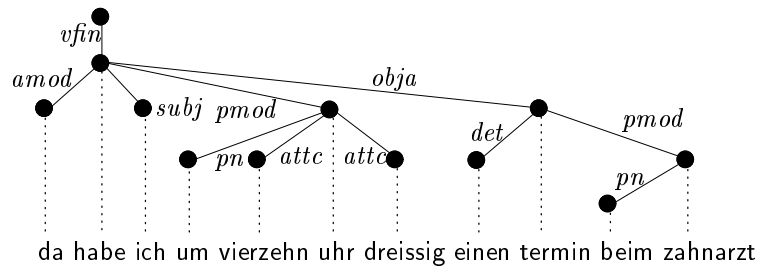 vfin
amod
obja
subj pmod
det pmod
pn attc attc
pn
da habe ich um vierzehn uhr dreissig einen termin beim zahnarzt